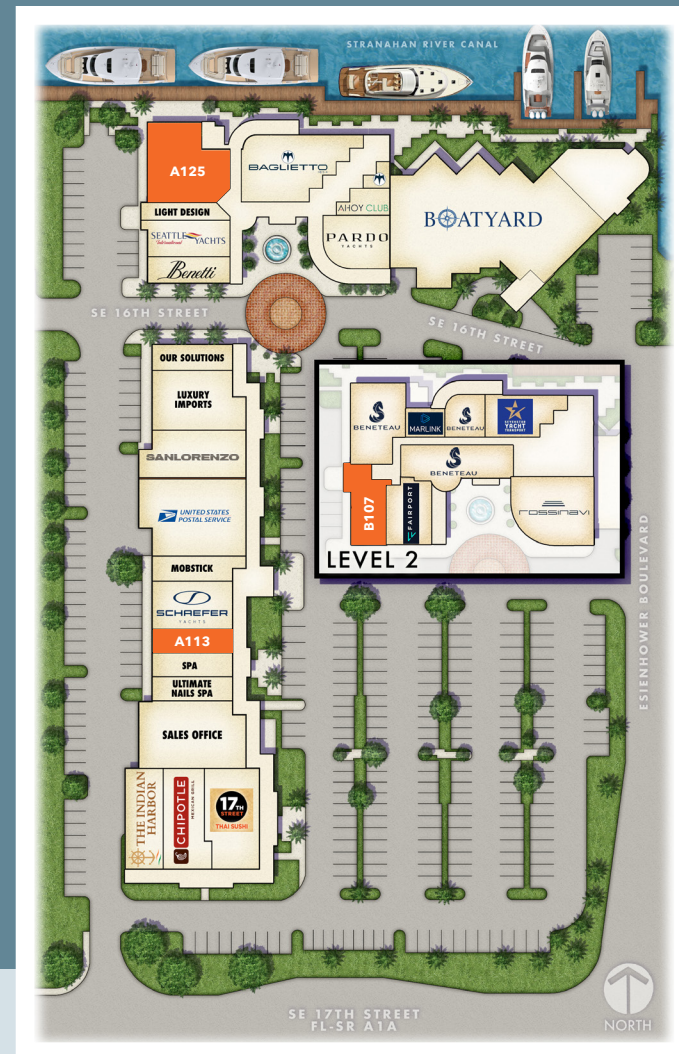 STRANAHAN RIVER CANAL
A125
BAGLIETTO
LIGHT DESIGN
AHOY CLUB
BOATYARD
SEATTLE YACHTS
International
PARDO
YACHTS
Benetti
SE 16TH STREET
SE 16TH STREET
OUR SOLUTIONS
LUXURY
IMPORTS
SANLORENZO
UNITED STATES
POSTAL SERVICE
MOBSTICK
SCHAEFER
YACHTS
A113
SPA
ULTIMATE
NAILS SPA
SALES OFFICE
THE INDIAN
HARBOR
CHIPOTLE
MEXICAN GRILL
17TH
STREET
THAI SUSHI
BENETEAU
MARLINK
BENETEAU
YACHT
TRANSPORT
BENETEAU
B107
FAIRPORT
rossinavi
LEVEL 2
ESIENHOWER BOULEVARD
SE 17TH STREET
FL-SR A1A
NORTH